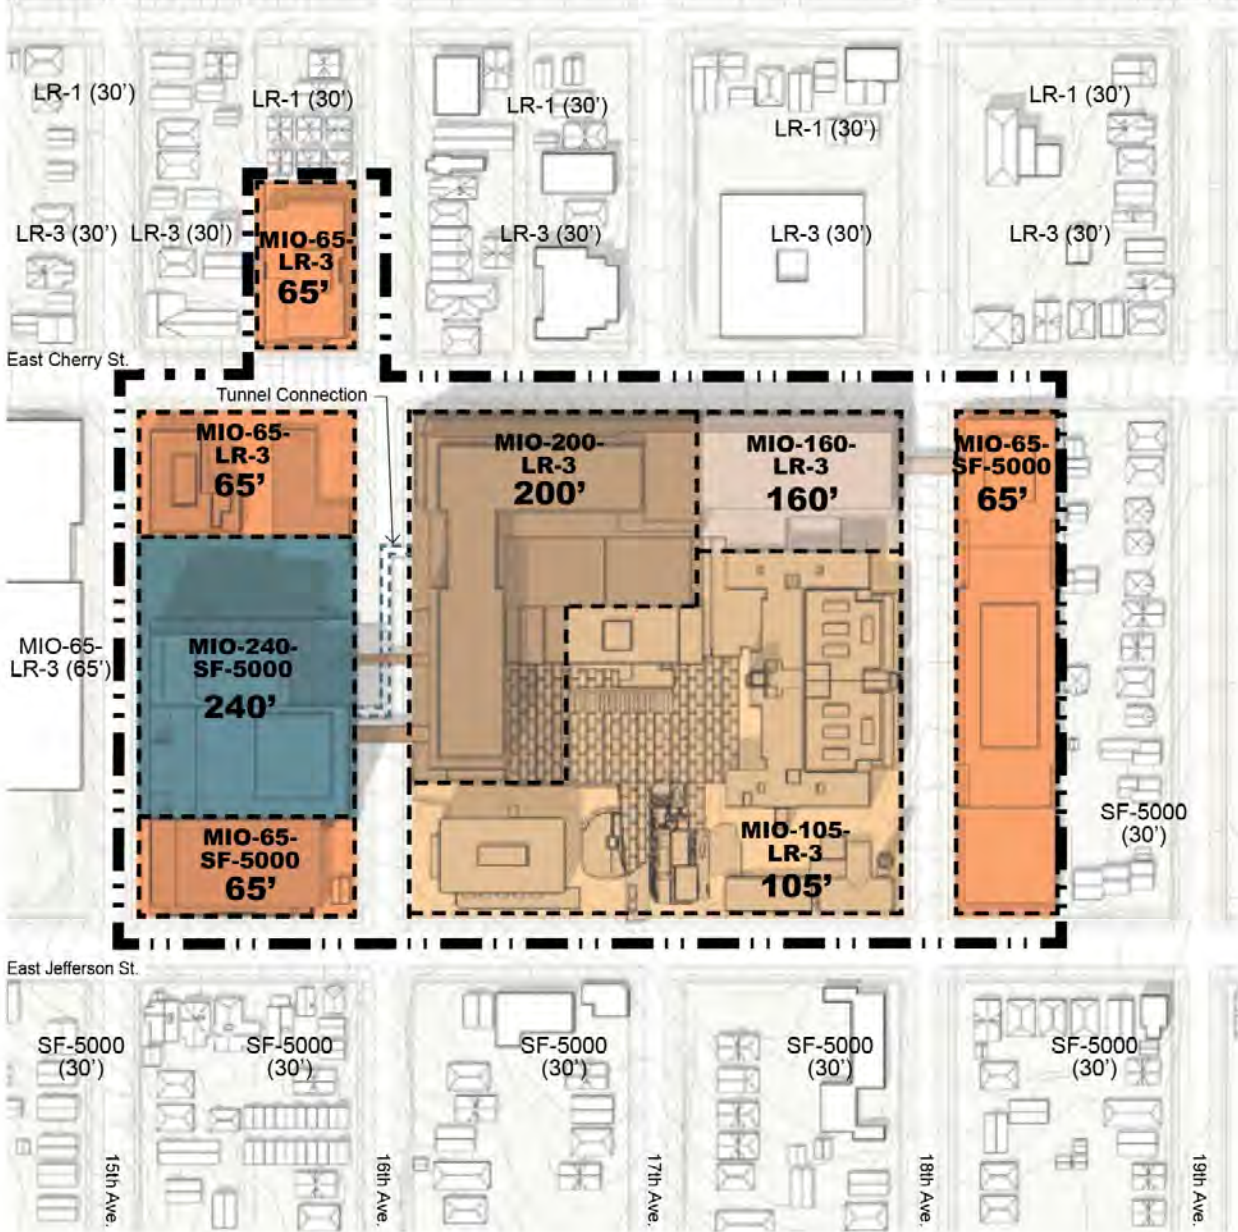 LR-1 (30')
LR-1 (30')
LR-1 (30')
LR-1 (30')
LR-1 (30')
LR-3 (30')
LR-3 (30')
MIO-65-
LR-3
65'
LR-3 (30')
LR-3 (30')
LR-3 (30')
East Cherry St.
Tunnel Connection
MIO-65-
LR-3
65'
MIO-200-
LR-3
200'
MIO-160-
LR-3
160'
MIO-65-
SF-5000
65'
MIO-65-
LR-3 (65')
MIO-240-
SF-5000
240'
MIO-65-
SF-5000
65'
MIO-105-
LR-3
105'
SF-5000
(30')
East Jefferson St.
SF-5000
(30')
SF-5000
(30')
SF-5000
(30')
SF-5000
(30')
SF-5000
(30')
15th Ave.
16th Ave.
17th Ave.
18th Ave.
19th Ave.